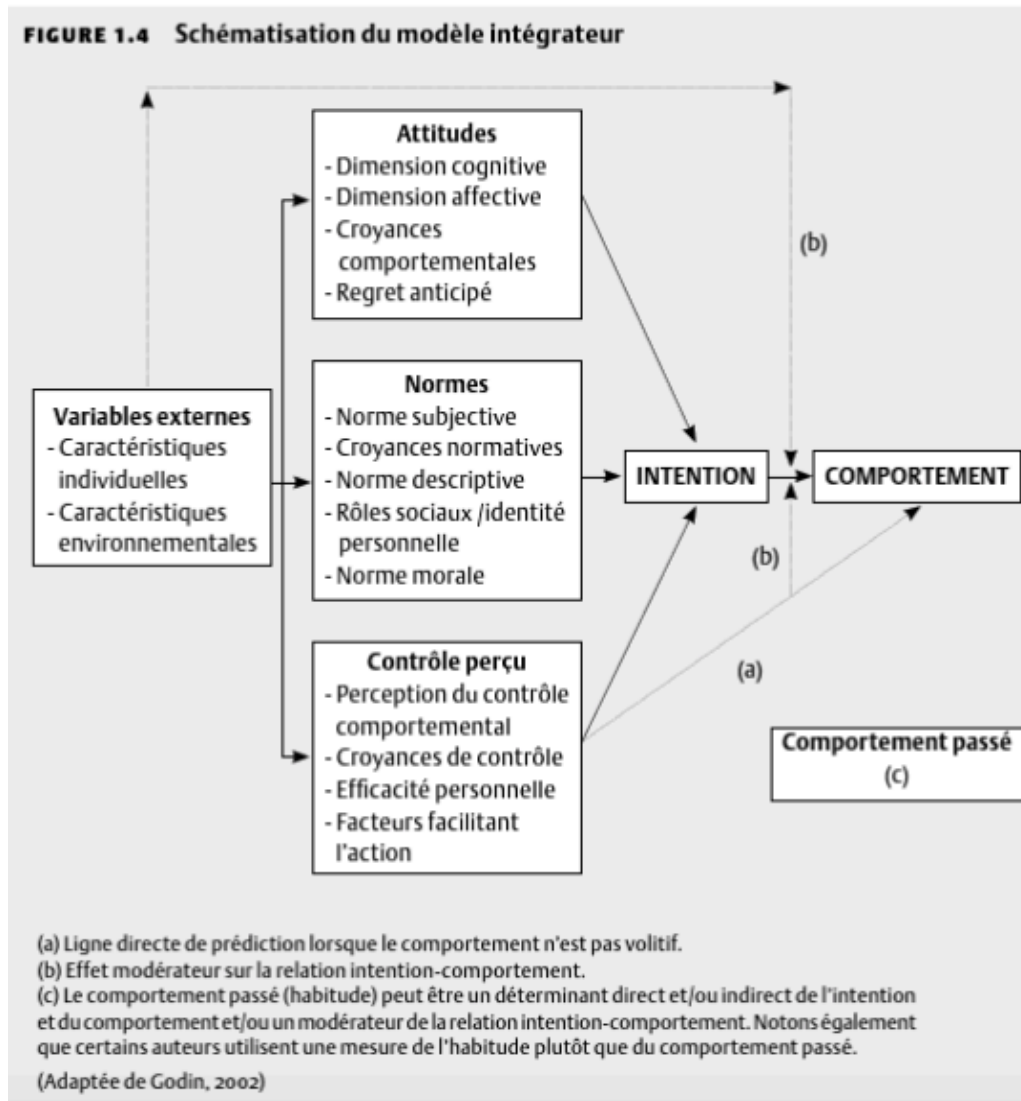 FIGURE 1.4 Schématisation du modèle intégrateur
Attitudes
- Dimension cognitive
- Dimension affective
- Croyances
comportementales
- Regret anticipé
(b)
Variables externes
- Caractéristiques
individuelles
- Caractéristiques
environnementales
Normes
- Norme subjective
- Croyances normatives
- Norme descriptive
- Rôles sociaux /identité
personnelle
- Norme morale
INTENTION
COMPORTEMENT
(b)
(a)
Contrôle perçu
- Perception du contrôle
comportemental
- Croyances de contrôle
- Efficacité personnelle
- Facteurs facilitant
l'action
Comportement passé
(c)
(a) Ligne directe de prédiction lorsque le comportement n'est pas volitif.
(b) Effet modérateur sur la relation intention-comportement.
(c) Le comportement passé (habitude) peut être un déterminant direct et/ou indirect de l'intention
et du comportement et/ou un modérateur de la relation intention-comportement. Notons également
que certains auteurs utilisent une mesure de l'habitude plutôt que du comportement passé.
(Adaptée de Godin, 2002)